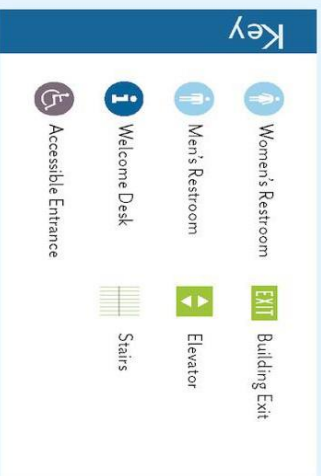 Key
Women's Restroom
Men's Restroom
Welcome Desk
Accessible Entrance
EXIT Building Exit
Elevator
Stairs